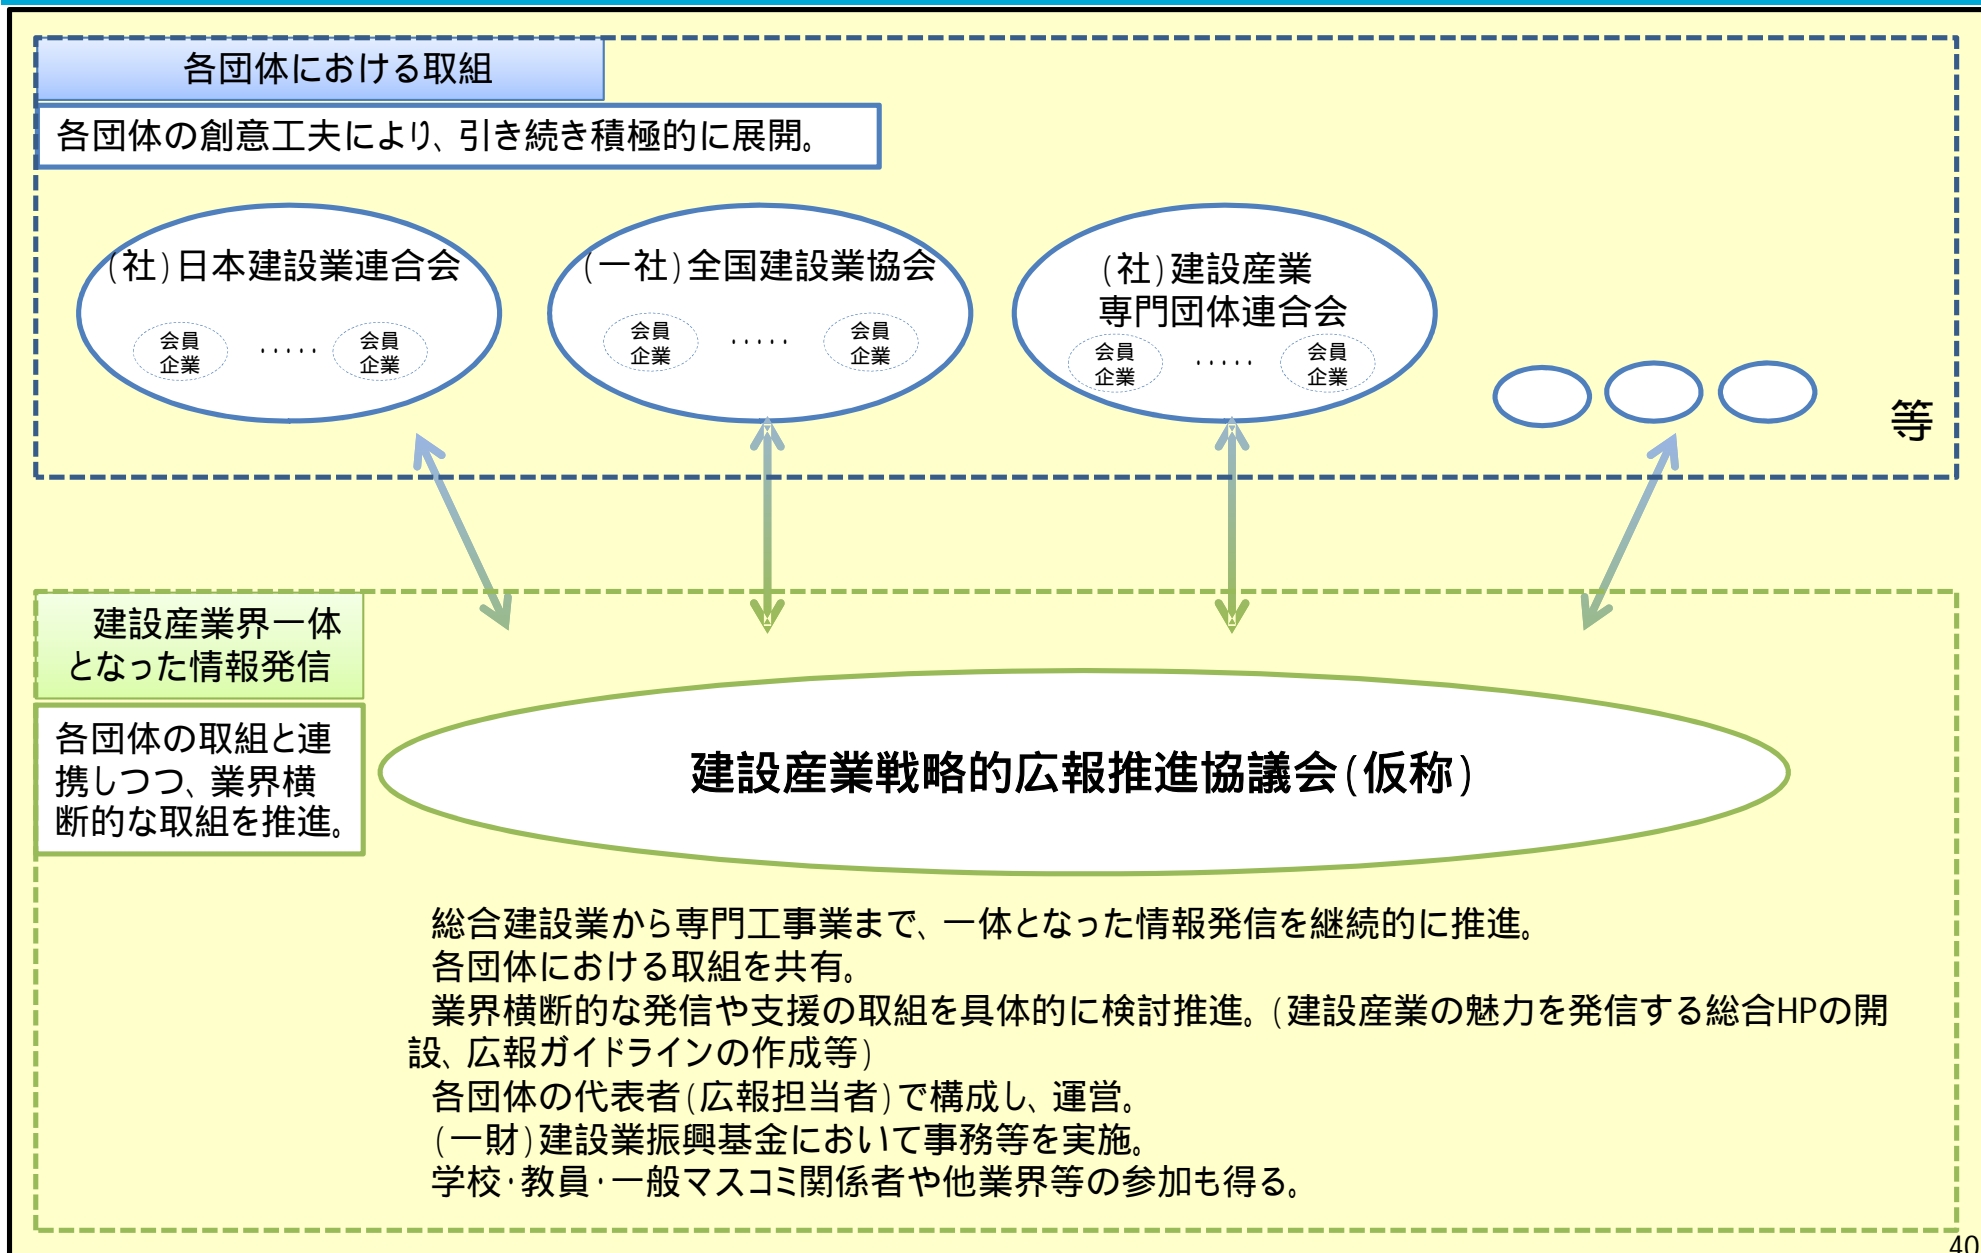 各団体における取組
各団体の創意工夫により、引き続き積極的に展開。
(社)日本建設業連合会
会員
企業
・・・・・
会員
企業
(一社)全国建設業協会
会員
企業
・・・・・
会員
企業
(社)建設産業
専門団体連合会
会員
企業
・・・・・
会員
企業
等
建設産業界一体
となった情報発信
各団体の取組と連
携しつつ、業界横
断的な取組を推進。
建設産業戦略的広報推進協議会(仮称)
総合建設業から専門工事業まで、一体となった情報発信を継続的に推進。
各団体における取組を共有。
業界横断的な発信や支援の取組を具体的に検討推進。(建設産業の魅力を発信する総合HPの開
設、広報ガイドラインの作成等)
各団体の代表者(広報担当者)で構成し、運営。
(一財)建設業振興基金において事務等を実施。
学校・教員・一般マスコミ関係者や他業界等の参加も得る。
40